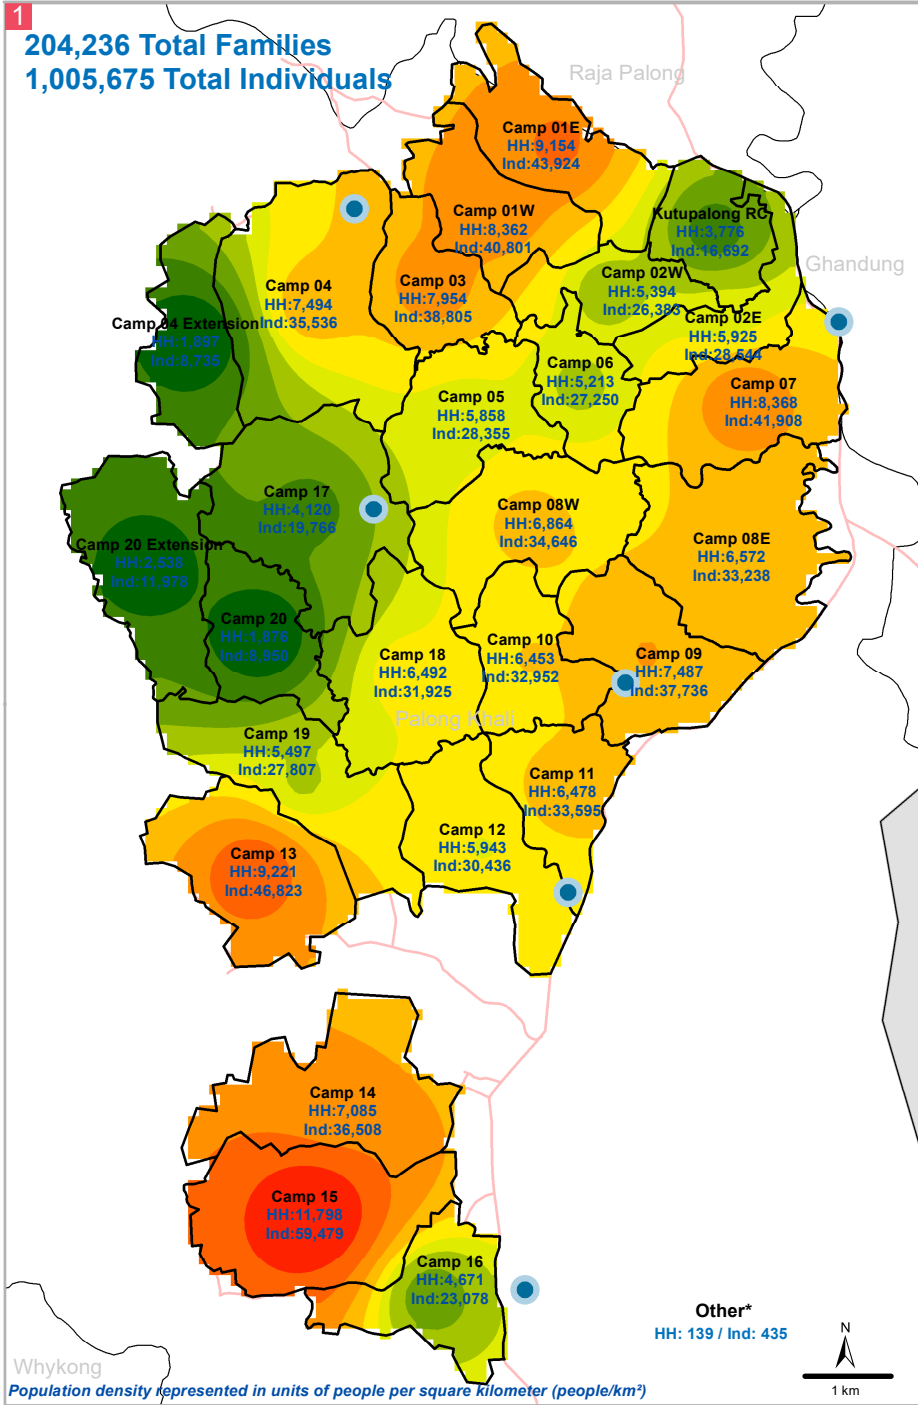 1
204,236 Total Families
1,005,675 Total Individuals
Raja Palong
Camp 01E
HH:9,154
Ind:43,924
Camp 01W
HH:8,362
Ind:40,801
Kutupalong RC
HH:3,776
Ind:16,692
Ghandung
Camp 02W
HH:5,394
Ind:26,383
Camp 03
HH:7,954
Ind:38,805
Camp 04
HH:7,494
Ind:35,536
Camp 04 Extension
HH:1,897
Ind:8,735
Camp 02E
HH:5,925
Ind:28,644
Camp 06
HH:5,213
Ind:27,250
Camp 07
HH:8,368
Ind:41,908
Camp 05
HH:5,858
Ind:28,355
Camp 17
HH:4,120
Ind:19,766
Camp 08W
HH:6,864
Ind:34,646
Camp 08E
HH:6,572
Ind:33,238
Camp 20 Extension
HH:2,538
Ind:11,978
Camp 20
HH:1,876
Ind:8,950
Camp 18
HH:6,492
Ind:31,925
Camp 10
HH:6,453
Ind:32,952
Camp 09
HH:7,487
Ind:37,736
Palong Khali
Camp 19
HH:5,497
Ind:27,807
Camp 11
HH:6,478
Ind:33,595
Camp 12
HH:5,943
Ind:30,436
Camp 13
HH:9,221
Ind:46,823
Camp 14
HH:7,085
Ind:36,508
Camp 15
HH:11,798
Ind:59,479
Camp 16
HH:4,671
Ind:23,078
Other*
HH: 139 / Ind: 435
N
1 km
Whykong
Population density represented in units of people per square kilometer (people/km²)